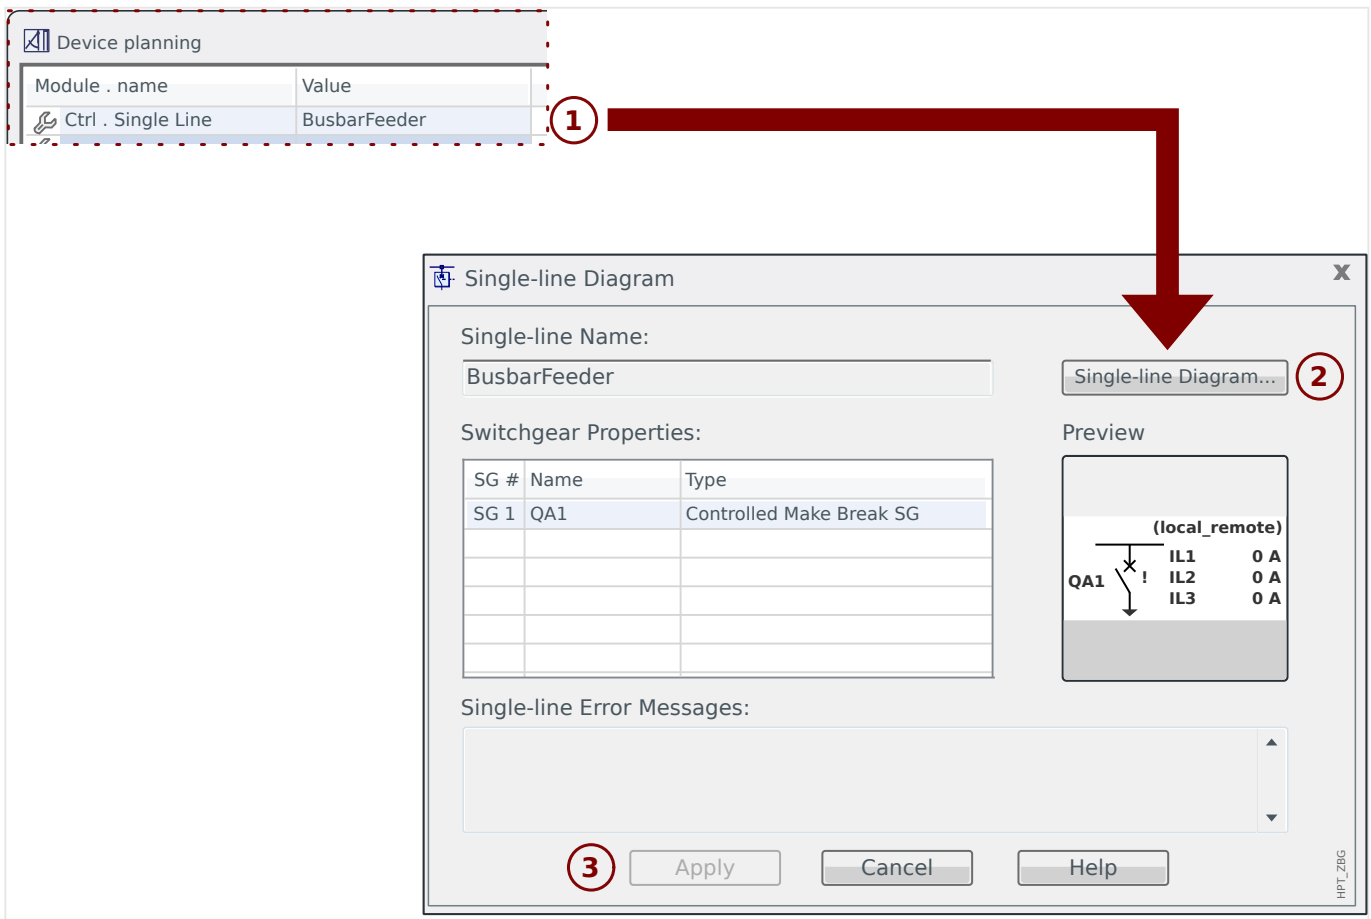 Device planning
Module . name Value
Ctrl . Single Line BusbarFeeder
1
Single-line Diagram x
Single-line Name:
BusbarFeeder Single-line Diagram... 2
Switchgear Properties: Preview
SG # Name Type
SG 1 QA1 Controlled Make Break SG
(local_remote)
IL1 0 A
QA1 ! IL2 0 A
IL3 0 A
Single-line Error Messages:
3 Apply Cancel Help
HPT_ZBG